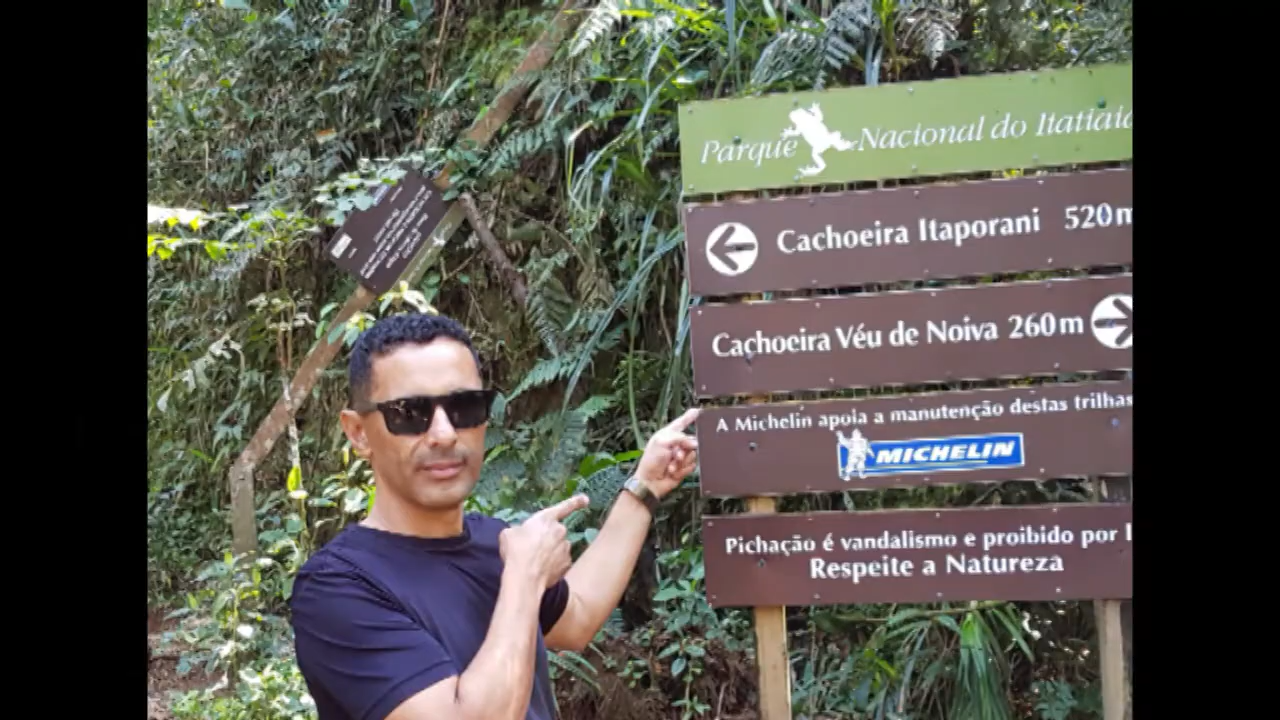 Parque Nacional do Itatiaia
Cachoeira Itaporani 520m
Cachoeira Véu de Noiva 260m
A Michelin apoia a manutenção destas trilhas
MICHELIN
Pichação é vandalismo e proibido por
Respeite a Natureza